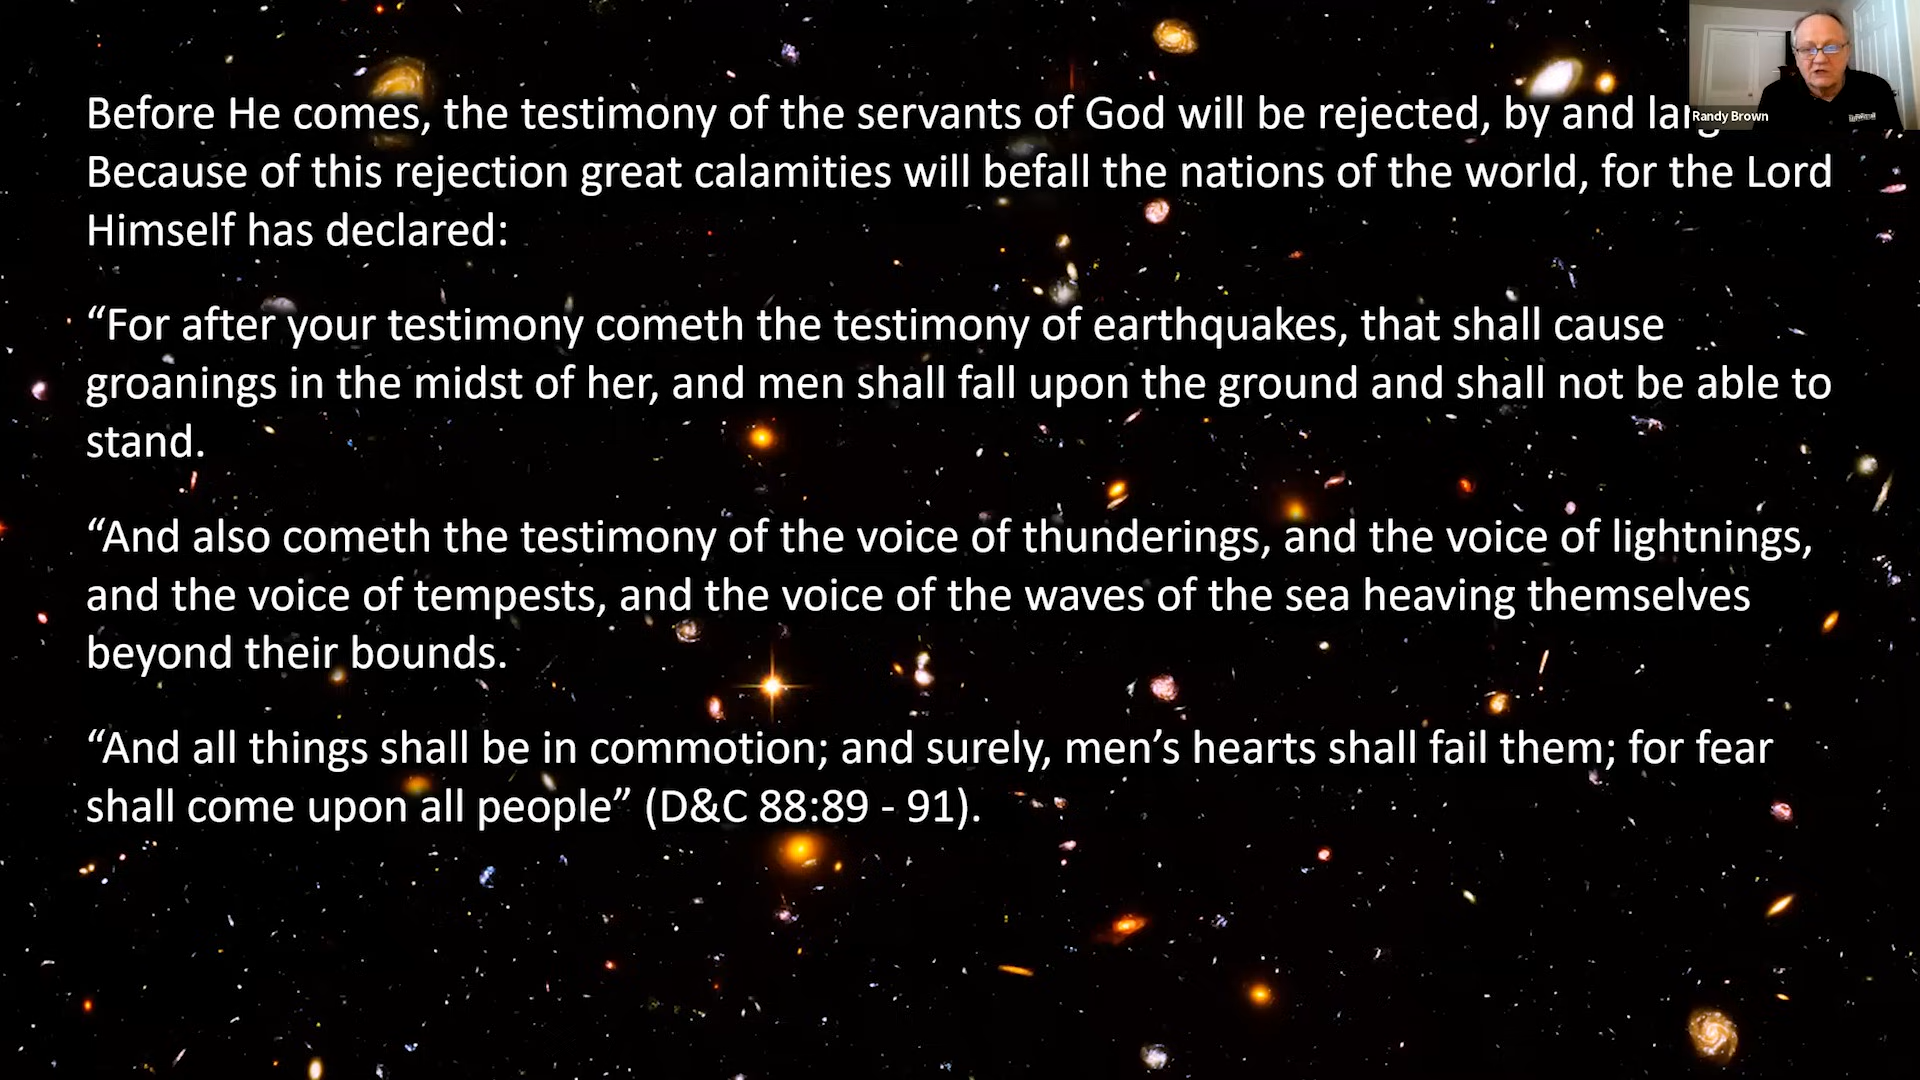 Before He comes, the testimony of the servants of God will be rejected, by and
Because of this rejection great calamities will befall the nations of the world, for the Lord
Himself has declared:
“For after your testimony cometh the testimony of earthquakes, that shall cause
groanings in the midst of her, and men shall fall upon the ground and shall not be able to
stand.
“And also cometh the testimony of the voice of thunderings, and the voice of lightnings,
and the voice of tempests, and the voice of the waves of the sea heaving themselves
beyond their bounds.
“And all things shall be in commotion; and surely, men’s hearts shall fail them; for fear
shall come upon all people” (D&C 88:89 - 91).
Randy Brown